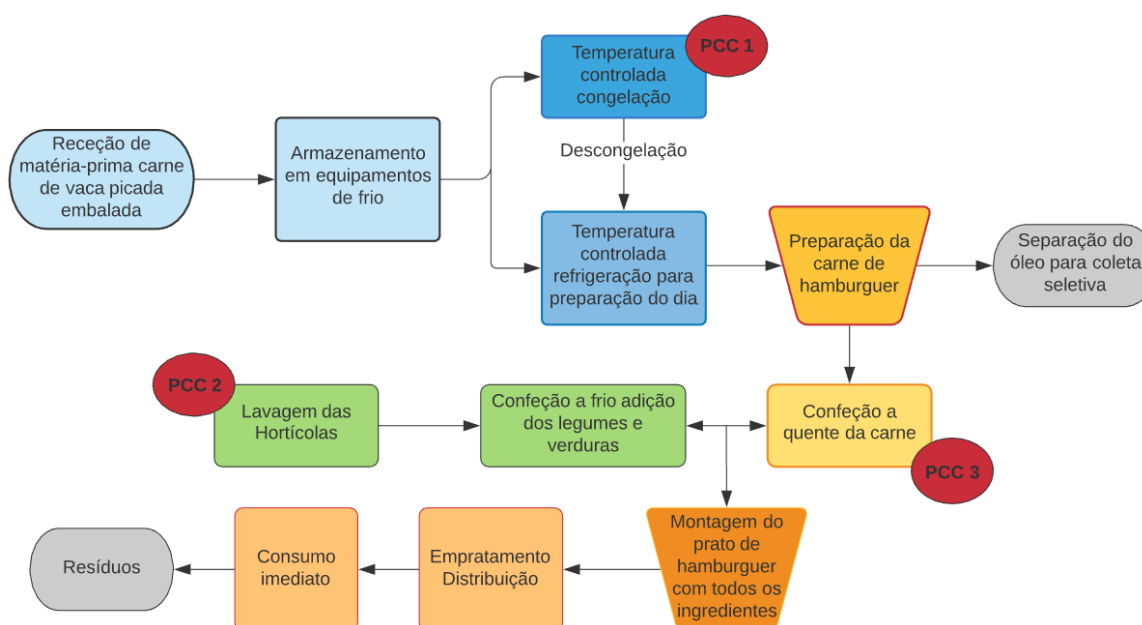 PCC 1
Temperatura
controlada
congelação
Receção de
matéria-prima carne
de vaca picada
embalada
Armazenamento
em equipamentos
de frio
Descongelação
Temperatura
controlada
refrigeração para
preparação do dia
Preparação da
carne de
hamburguer
Separação do
óleo para coleta
seletiva
PCC 2
Lavagem das
Hortícolas
Confeção a frio adição
dos legumes e
verduras
Confeção a
quente da carne
PCC 3
Montagem do
prato de
hamburguer
com todos os
ingredientes
Empratamento
Distribuição
Consumo
imediato
Resíduos